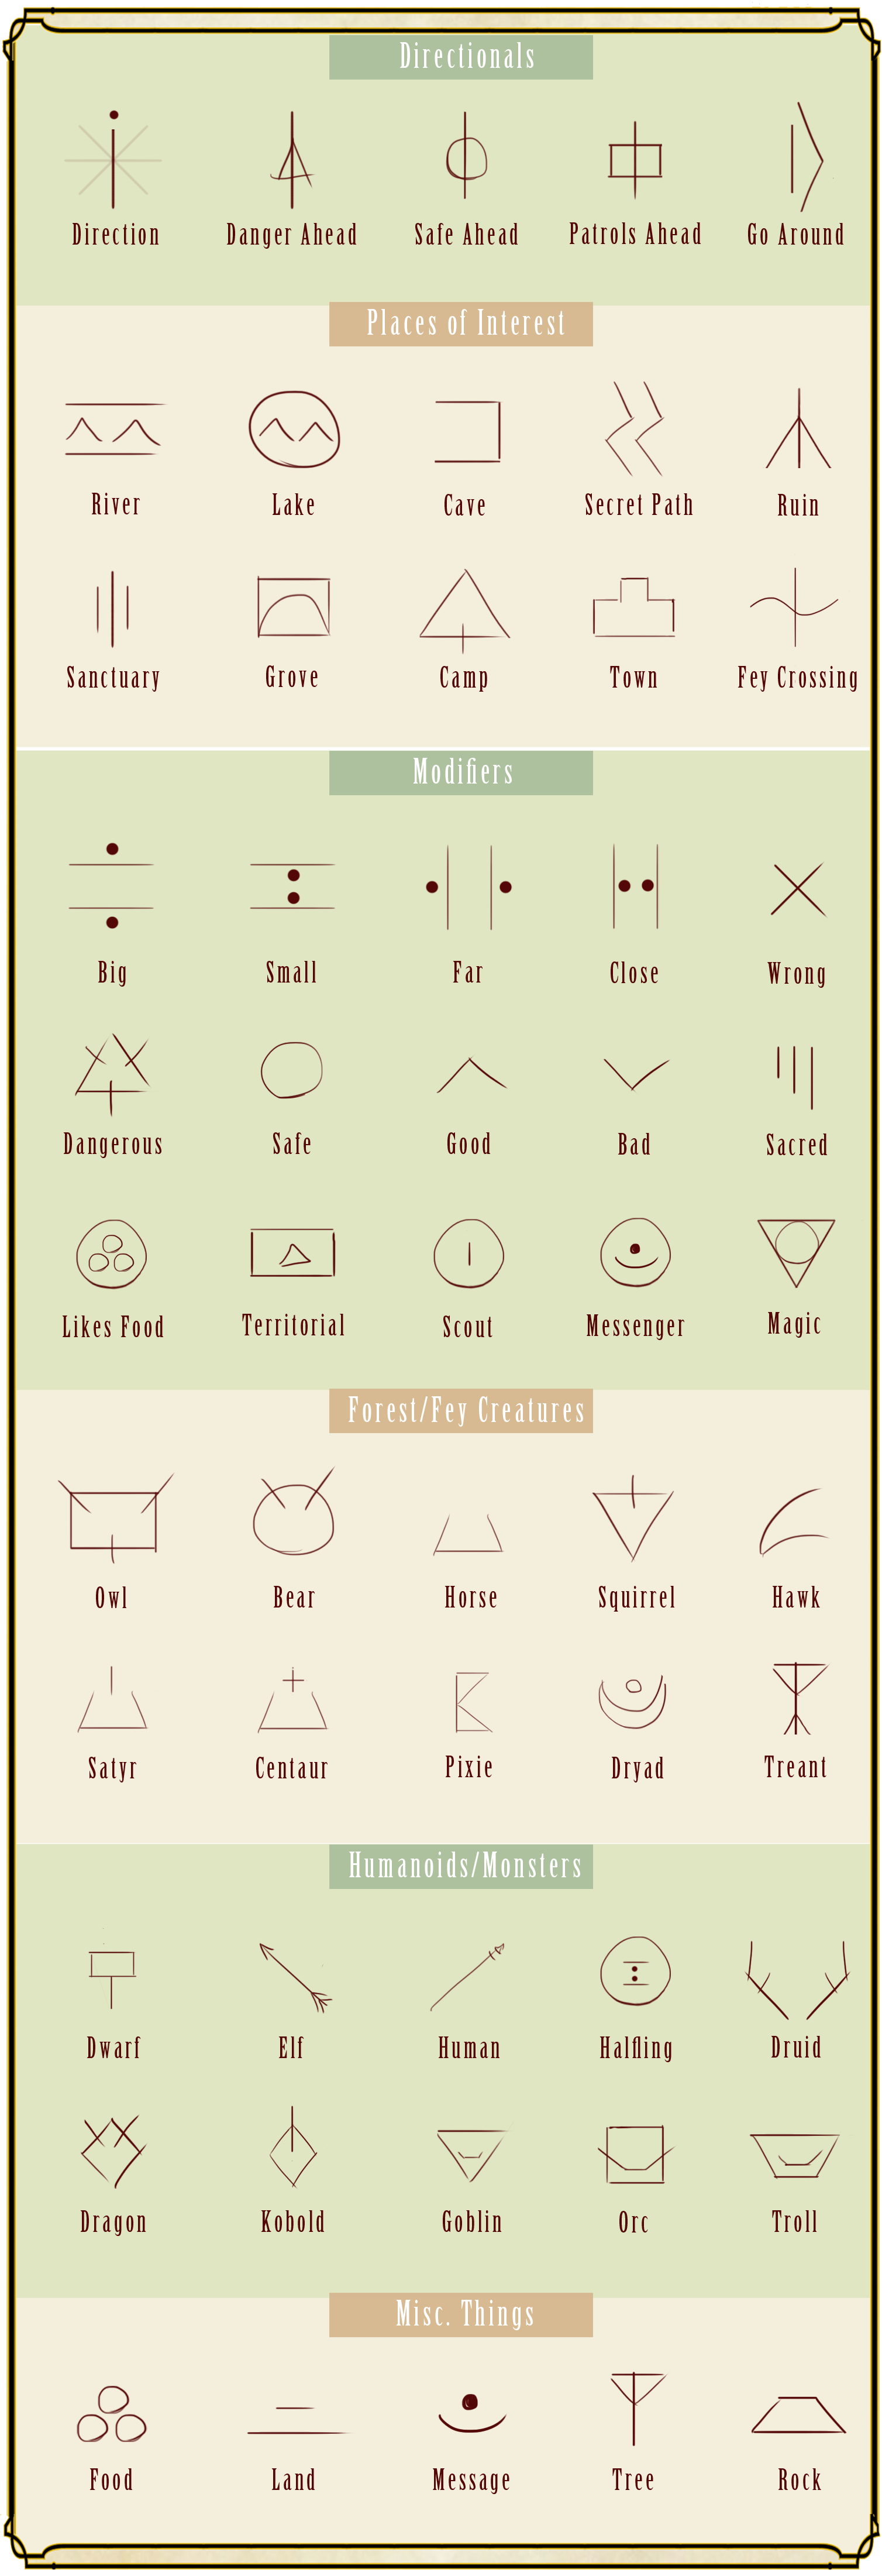 Directionals
Direction Danger Ahead Safe Ahead Patrols Ahead Go Around
Places of Interest
River Lake Cave Secret Path Ruin
Sanctuary Grove Camp Town Fey Crossing
Modifiers
Big Small Far Close Wrong
Dangerous Safe Good Bad Sacred
Likes Food Territorial Scout Messenger Magic
Forest/Fey Creatures
Owl Bear Horse Squirrel Hawk
Satyr Centaur Pixie Dryad Treant
Humanoids/Monsters
Dwarf Elf Human Halfling Druid
Dragon Kobold Goblin Orc Troll
Misc. Things
Food Land Message Tree Rock